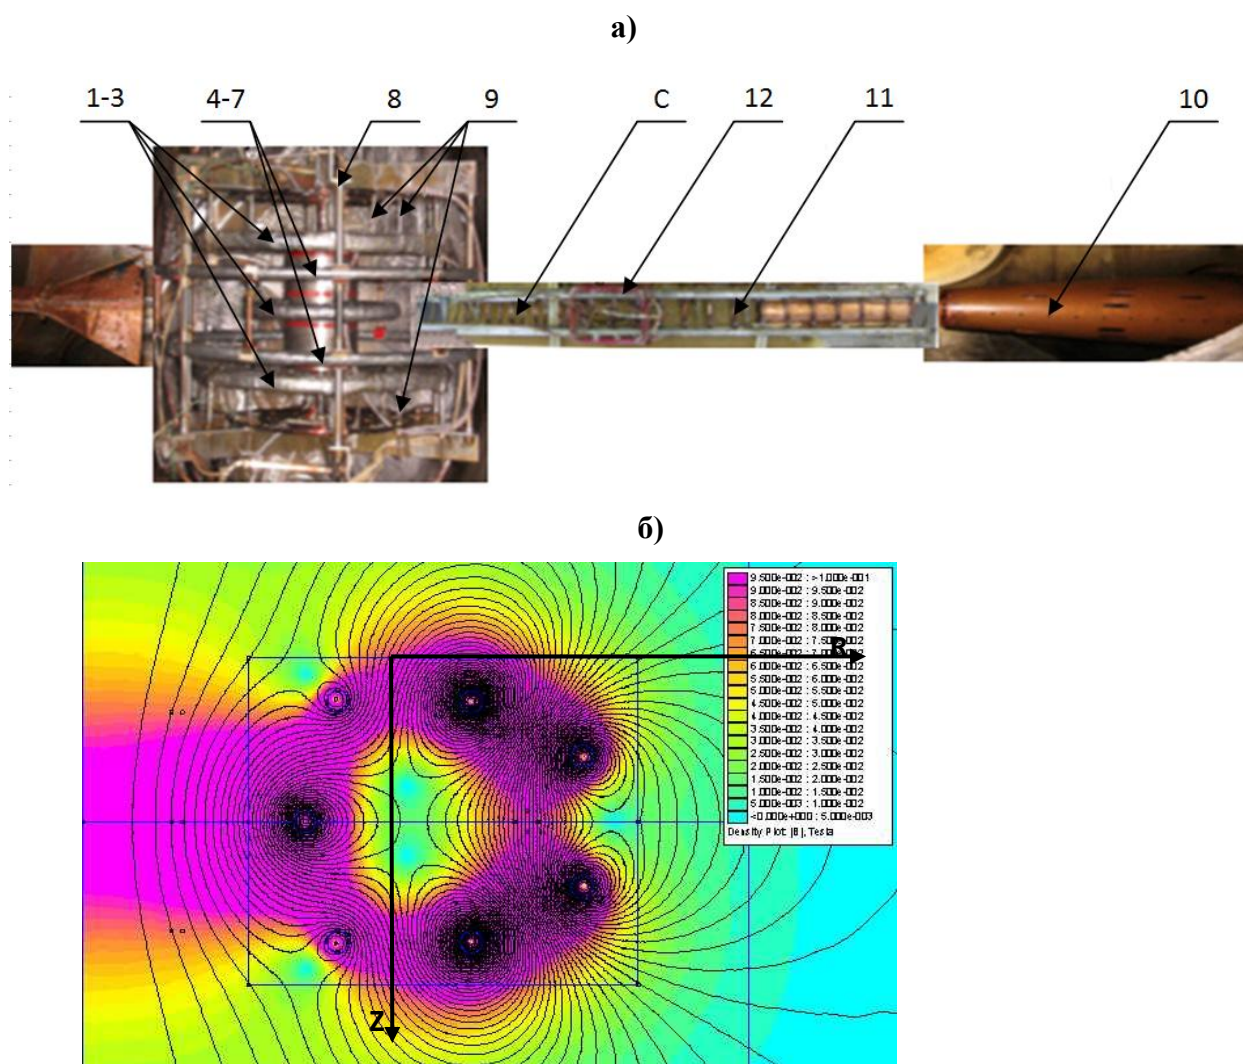 а)
1-3 4-7 8 9 C 12 11 10
б)
9.500e-002 : >1.000e-001
9.000e-002 : 9.500e-002
8.500e-002 : 9.000e-002
8.000e-002 : 8.500e-002
7.500e-002 : 8.000e-002
7.000e-002 : 7.500e-002
6.500e-002 : 7.000e-002
6.000e-002 : 6.500e-002
5.500e-002 : 6.000e-002
5.000e-002 : 5.500e-002
4.500e-002 : 5.000e-002
4.000e-002 : 4.500e-002
3.500e-002 : 4.000e-002
3.000e-002 : 3.500e-002
2.500e-002 : 3.000e-002
2.000e-002 : 2.500e-002
1.500e-002 : 2.000e-002
1.000e-002 : 1.500e-002
5.000e-003 : 1.000e-002
<0.000e+000 : 5.000e-003
Density Plot: |B|, Tesla
R
Z